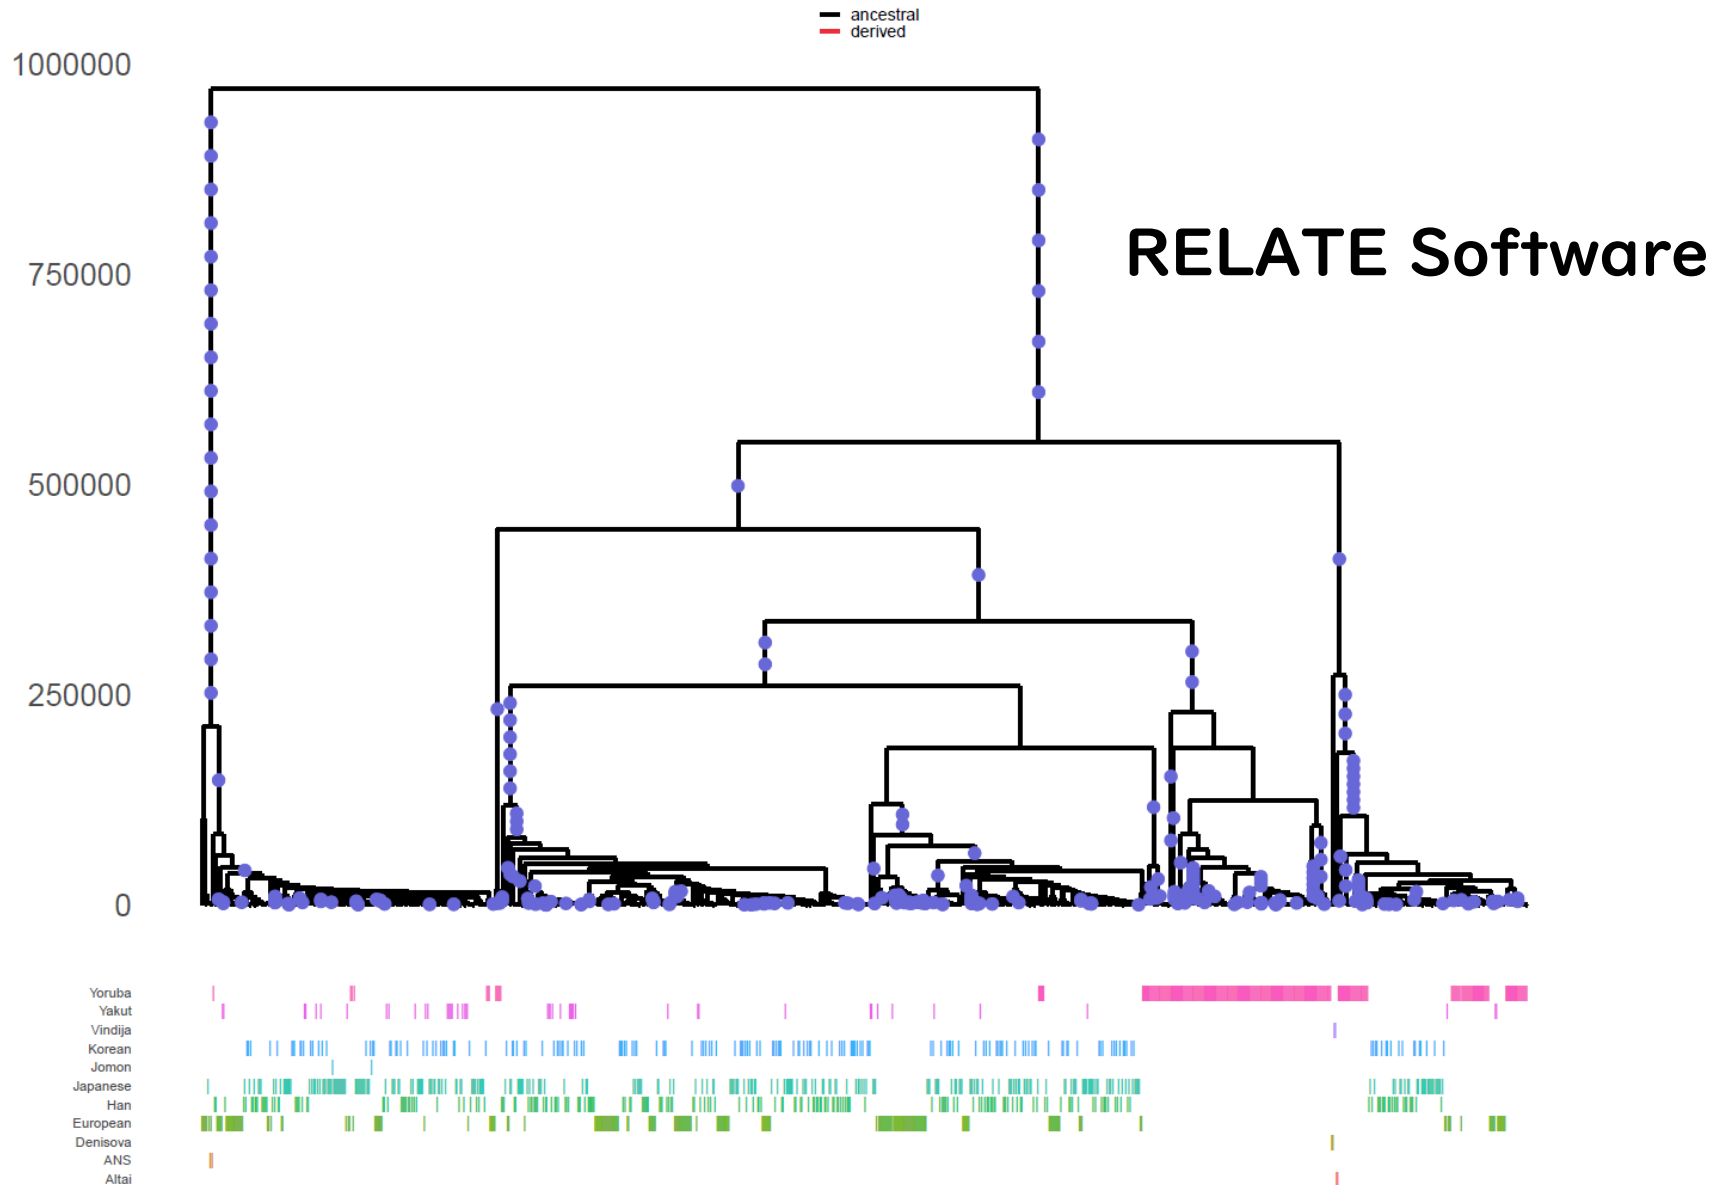 ancestral
derived
1000000
RELATE Software
750000
500000
250000
0
Yoruba
Yakut
Vindija
Korean
Jomon
Japanese
Han
European
Denisova
ANS
Altai